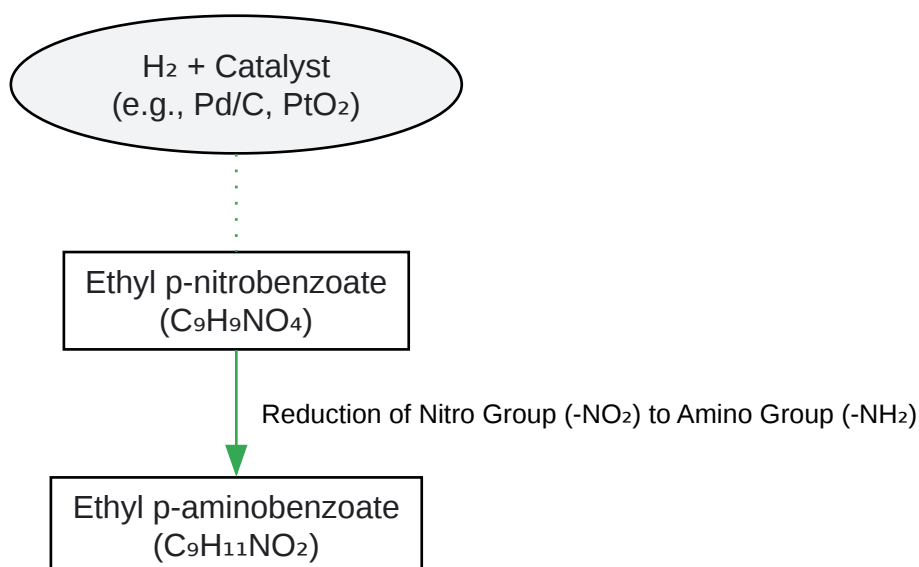 H₂ + Catalyst
(e.g., Pd/C, PtO₂)
Ethyl p-nitrobenzoate
(C₉H₉NO₄)
Reduction of Nitro Group (-NO₂) to Amino Group (-NH₂)
Ethyl p-aminobenzoate
(C₉H₁₁NO₂)